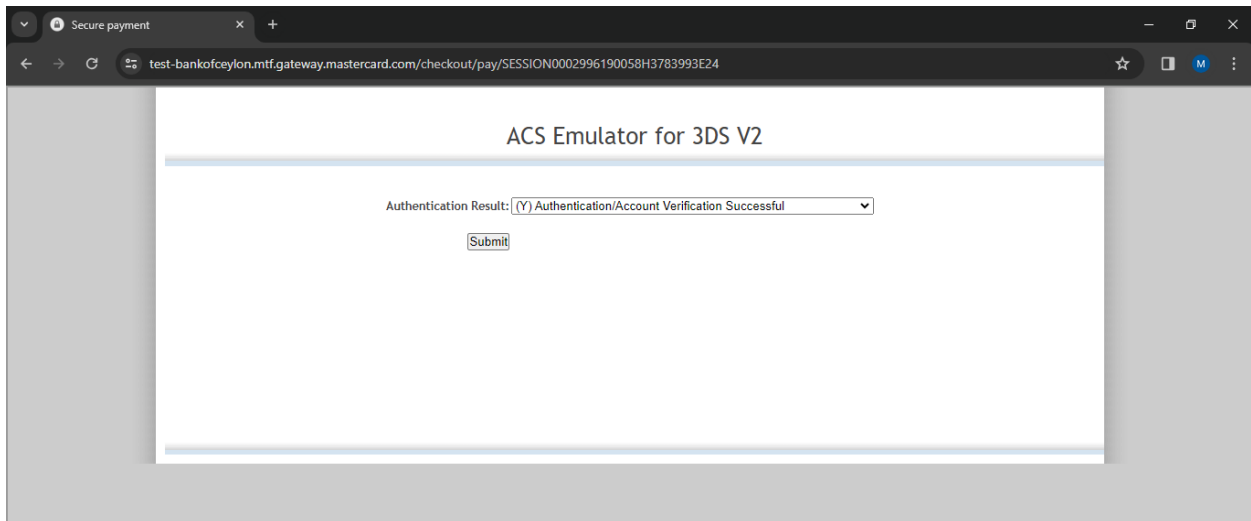 Secure payment
test-bankofceylon.mtf.gateway.mastercard.com/checkout/pay/SESSION0002996190058H3783993E24
M
ACS Emulator for 3DS V2
Authentication Result: (Y) Authentication/Account Verification Successful
Submit